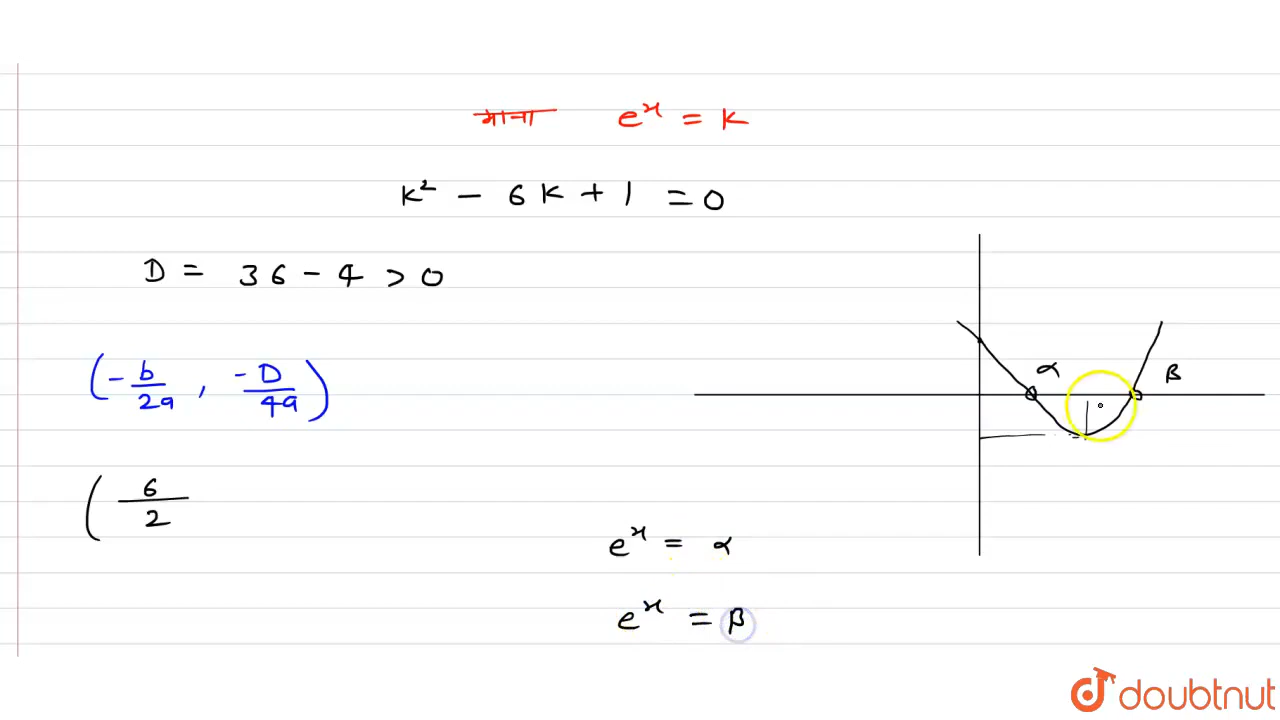 माना e^x = K
K² - 6K + 1 = 0
D = 36 - 4 > 0
(-b/2a, -D/4a)
α β
(6/2
e^x = α
e^x = β
doubtnut